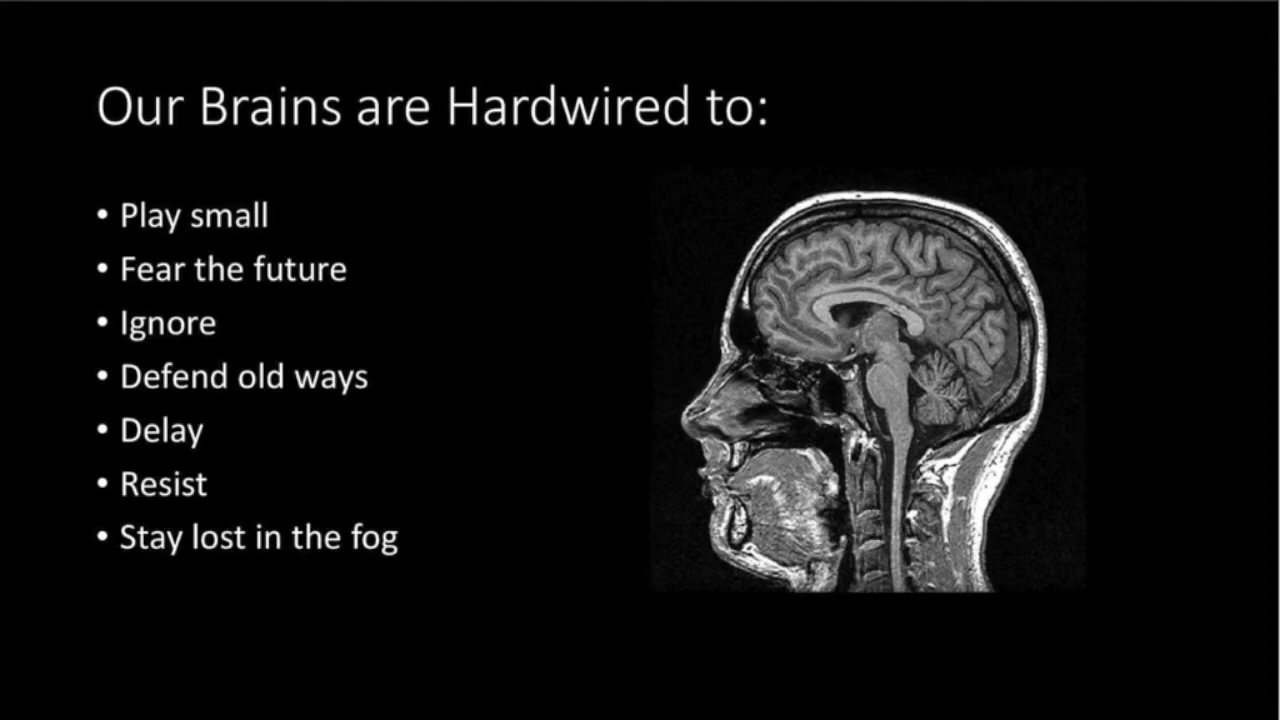 Our Brains are Hardwired to:
• Play small
• Fear the future
• Ignore
• Defend old ways
• Delay
• Resist
• Stay lost in the fog